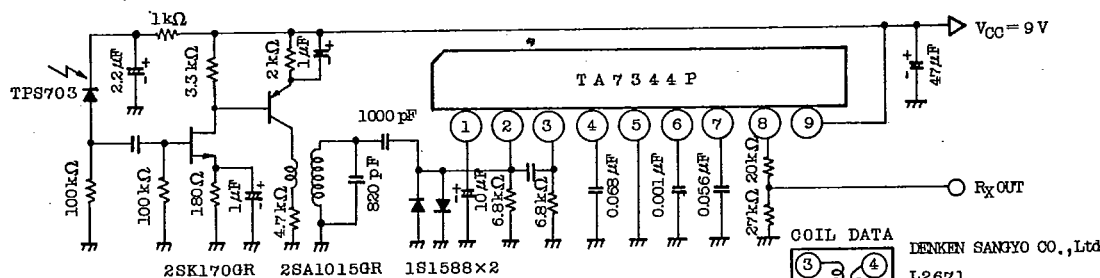 1kΩ
2.2μF
3.3kΩ
2kΩ
1μF
TPS703
100kΩ
100kΩ
180Ω
1μF
4.7kΩ
820pF
1000pF
10μF
6.8kΩ
6.8kΩ
TA7344P
1 2 3 4 5 6 7 8 9
0.068μF
0.001μF
0.056μF
20kΩ
27kΩ
47μF
VCC=9V
RX OUT
2SK170GR 2SA1015GR 1S1588×2
COIL DATA
3 4
DENKEN SANGYO CO.,Ltd
L2671